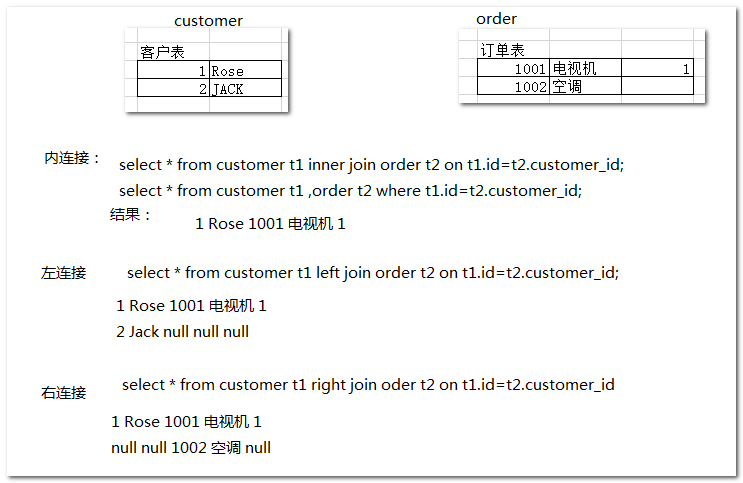 customer
order
客户表
1 Rose
2 JACK
订单表
1001 电视机 1
1002 空调
内连接：
select * from customer t1 inner join order t2 on t1.id=t2.customer_id;
select * from customer t1 ,order t2 where t1.id=t2.customer_id;
结果：
1 Rose 1001 电视机 1
左连接
select * from customer t1 left join order t2 on t1.id=t2.customer_id;
1 Rose 1001 电视机 1
2 Jack null null null
右连接
select * from customer t1 right join oder t2 on t1.id=t2.customer_id
1 Rose 1001 电视机 1
null null 1002 空调 null